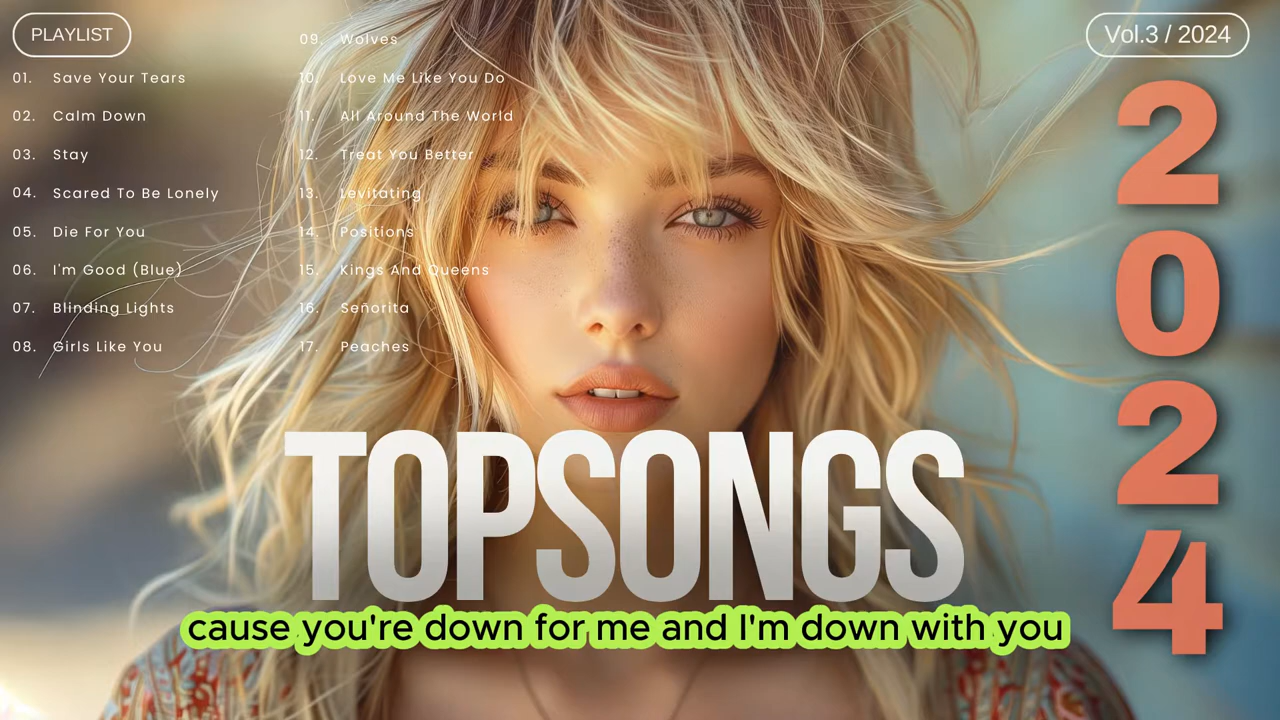 PLAYLIST
01. Save Your Tears
02. Calm Down
03. Stay
04. Scared To Be Lonely
05. Die For You
06. I'm Good (Blue)
07. Blinding Lights
08. Girls Like You
09. Wolves
10. Love Me Like You Do
11. All Around The World
12. Treat You Better
13. Levitating
14. Positions
15. Kings And Queens
16. Señorita
17. Peaches
Vol.3 / 2024
2024
TOPSONGS
cause you're down for me and I'm down with you